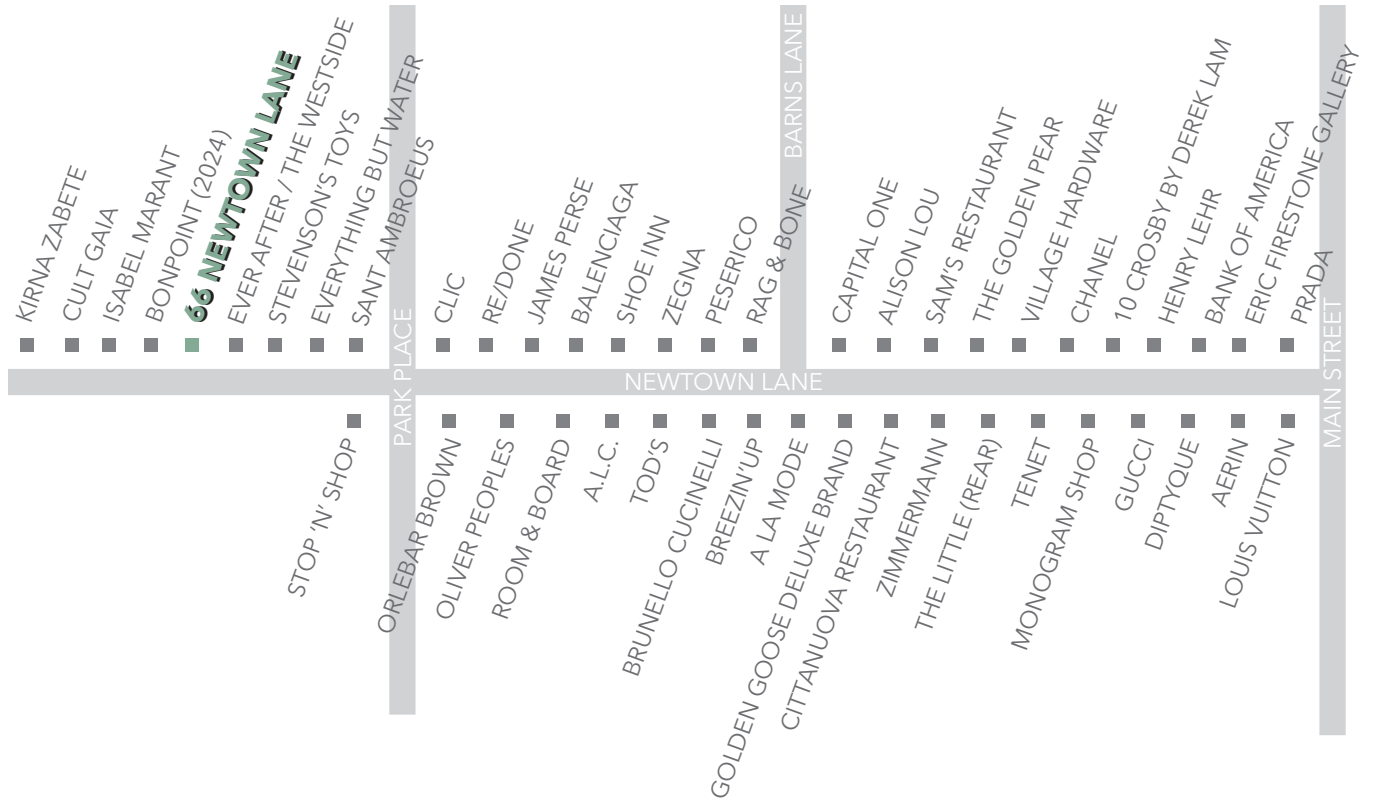 KIRNA ZABETE
CULT GAIA
ISABEL MARANT
BONPOINT (2024)
66 NEWTOWN LANE
EVER AFTER / THE WESTSIDE
STEVENSON'S TOYS
EVERYTHING BUT WATER
SANT AMBROEUS
PARK PLACE
CLIC
RE/DONE
JAMES PERSE
BALENCIAGA
SHOE INN
ZEGNA
PESERICO
RAG & BONE
BARNS LANE
CAPITAL ONE
ALISON LOU
SAM'S RESTAURANT
THE GOLDEN PEAR
VILLAGE HARDWARE
CHANEL
10 CROSBY BY DEREK LAM
HENRY LEHR
BANK OF AMERICA
ERIC FIRESTONE GALLERY
PRADA
MAIN STREET
NEWTOWN LANE
STOP 'N' SHOP
ORLEBAR BROWN
OLIVER PEOPLES
ROOM & BOARD
A.L.C.
TOD'S
BRUNELLO CUCINELLI
BREEZIN'UP
A LA MODE
GOLDEN GOOSE DELUXE BRAND
CITTANUOVA RESTAURANT
ZIMMERMANN
THE LITTLE (REAR)
TENET
MONOGRAM SHOP
GUCCI
DIPTYQUE
AERIN
LOUIS VUITTON